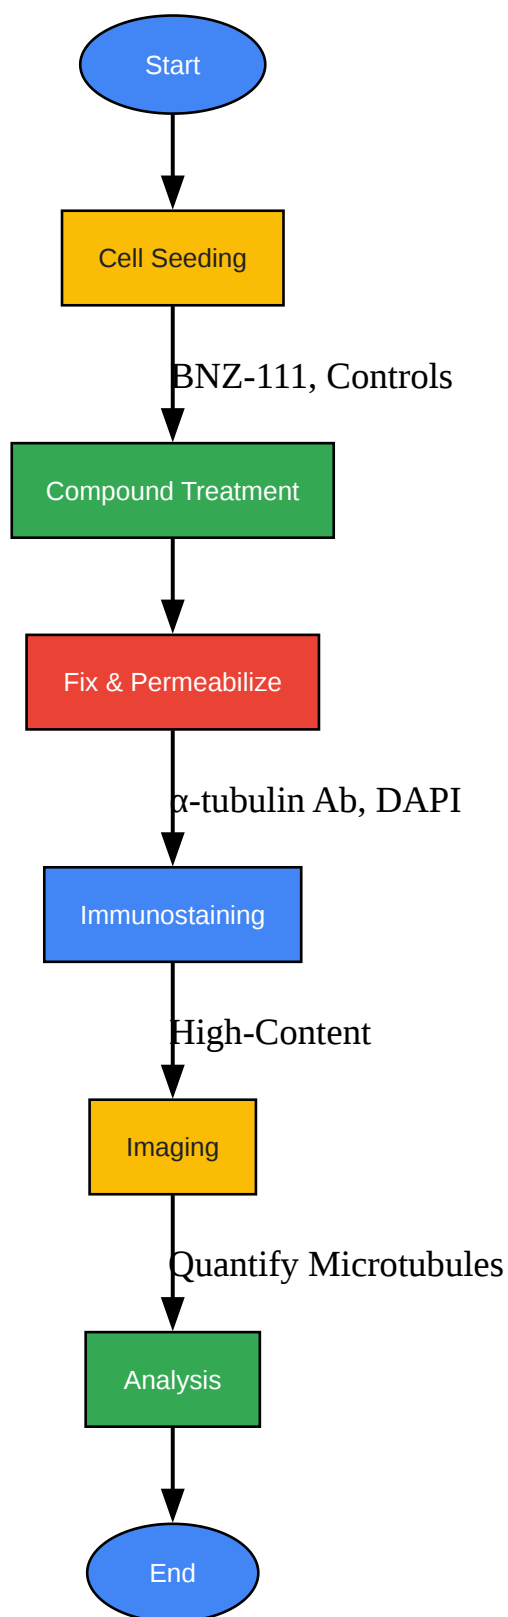 Start
Cell Seeding
BNZ-111, Controls
Compound Treatment
Fix & Permeabilize
α-tubulin Ab, DAPI
Immunostaining
High-Content
Imaging
Quantify Microtubules
Analysis
End